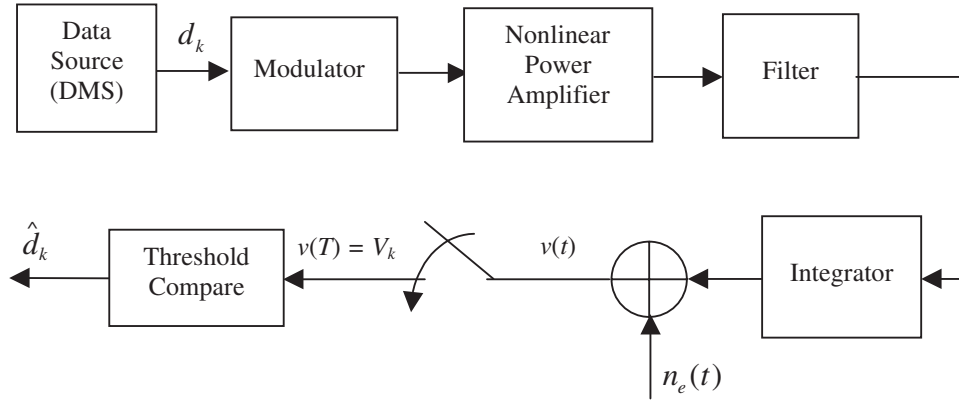 Data
Source
(DMS)
d_k
Modulator
Nonlinear
Power
Amplifier
Filter
d̂_k
Threshold
Compare
v(T) = V_k
v(t)
Integrator
n_e(t)